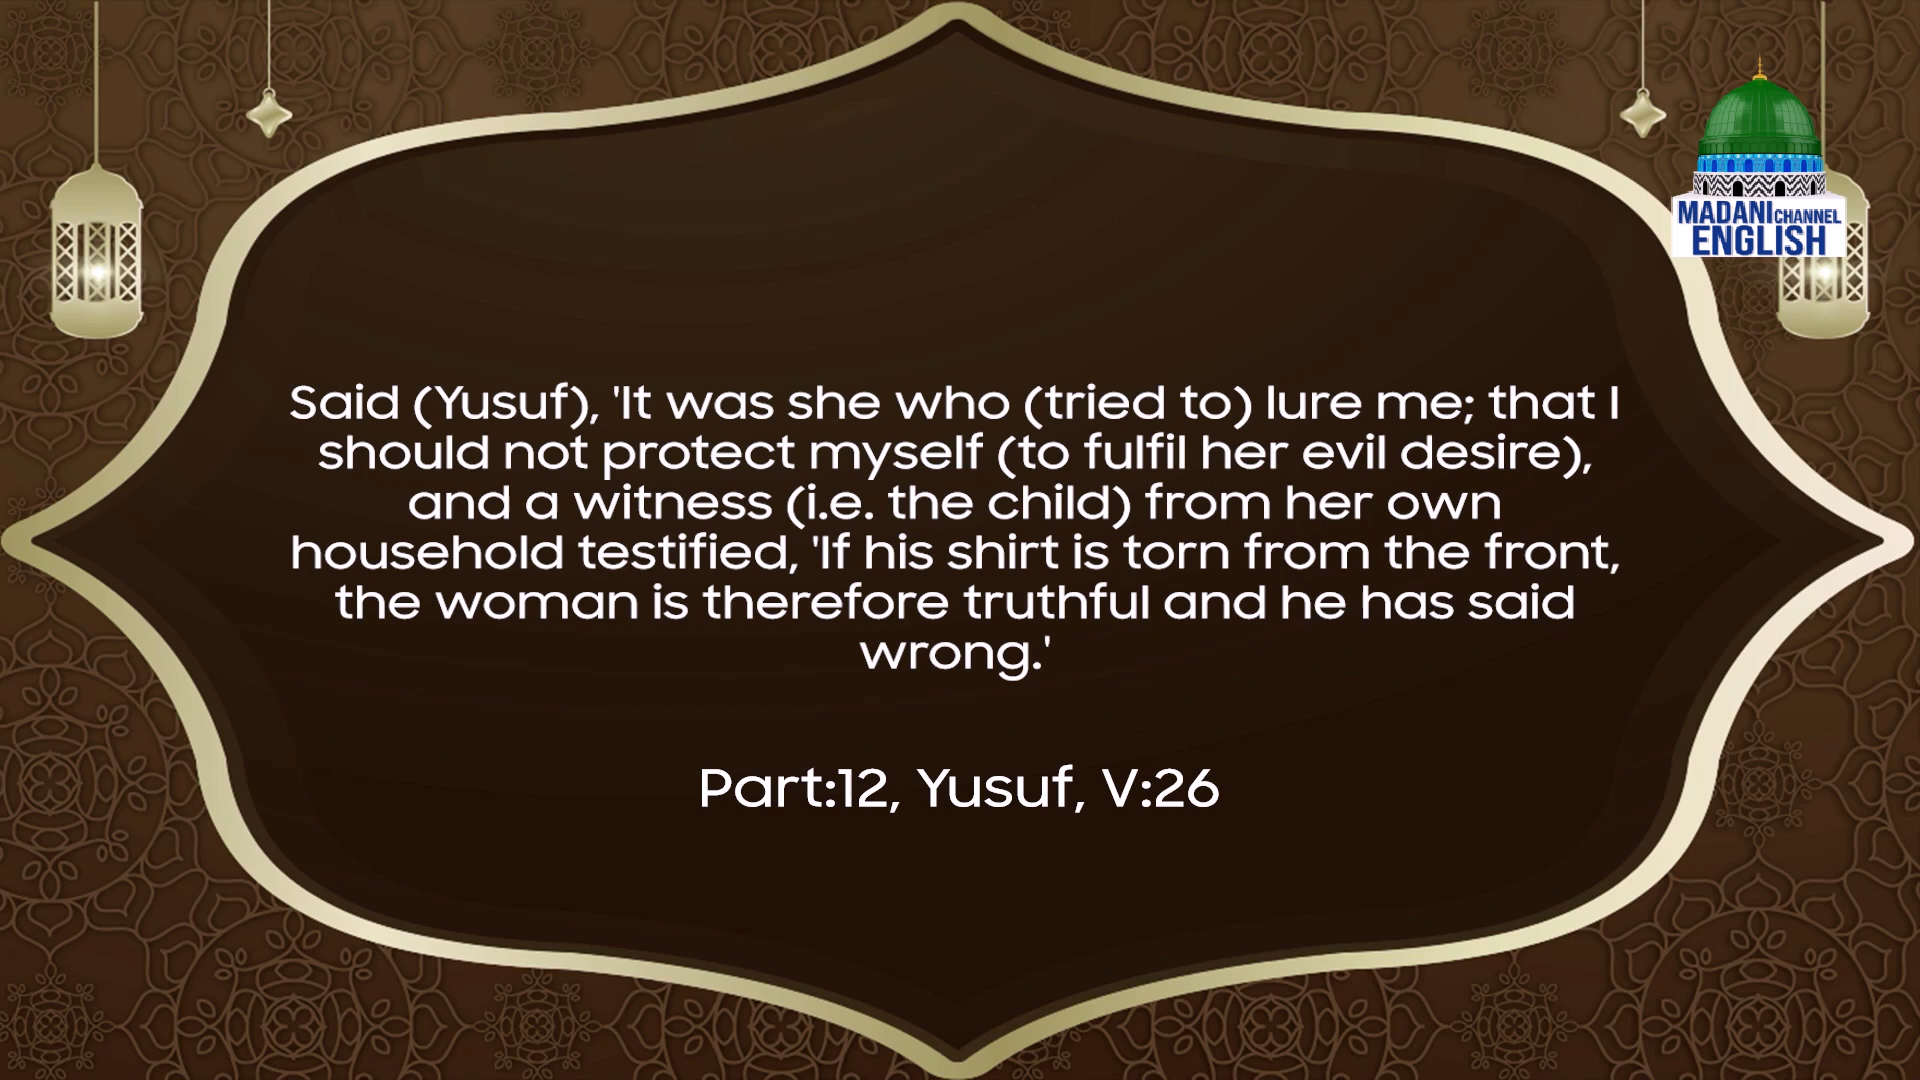 MADANI CHANNEL
ENGLISH
Said (Yusuf), 'It was she who (tried to) lure me; that I
should not protect myself (to fulfil her evil desire),
and a witness (i.e. the child) from her own
household testified, 'If his shirt is torn from the front,
the woman is therefore truthful and he has said
wrong.'
Part:12, Yusuf, V:26